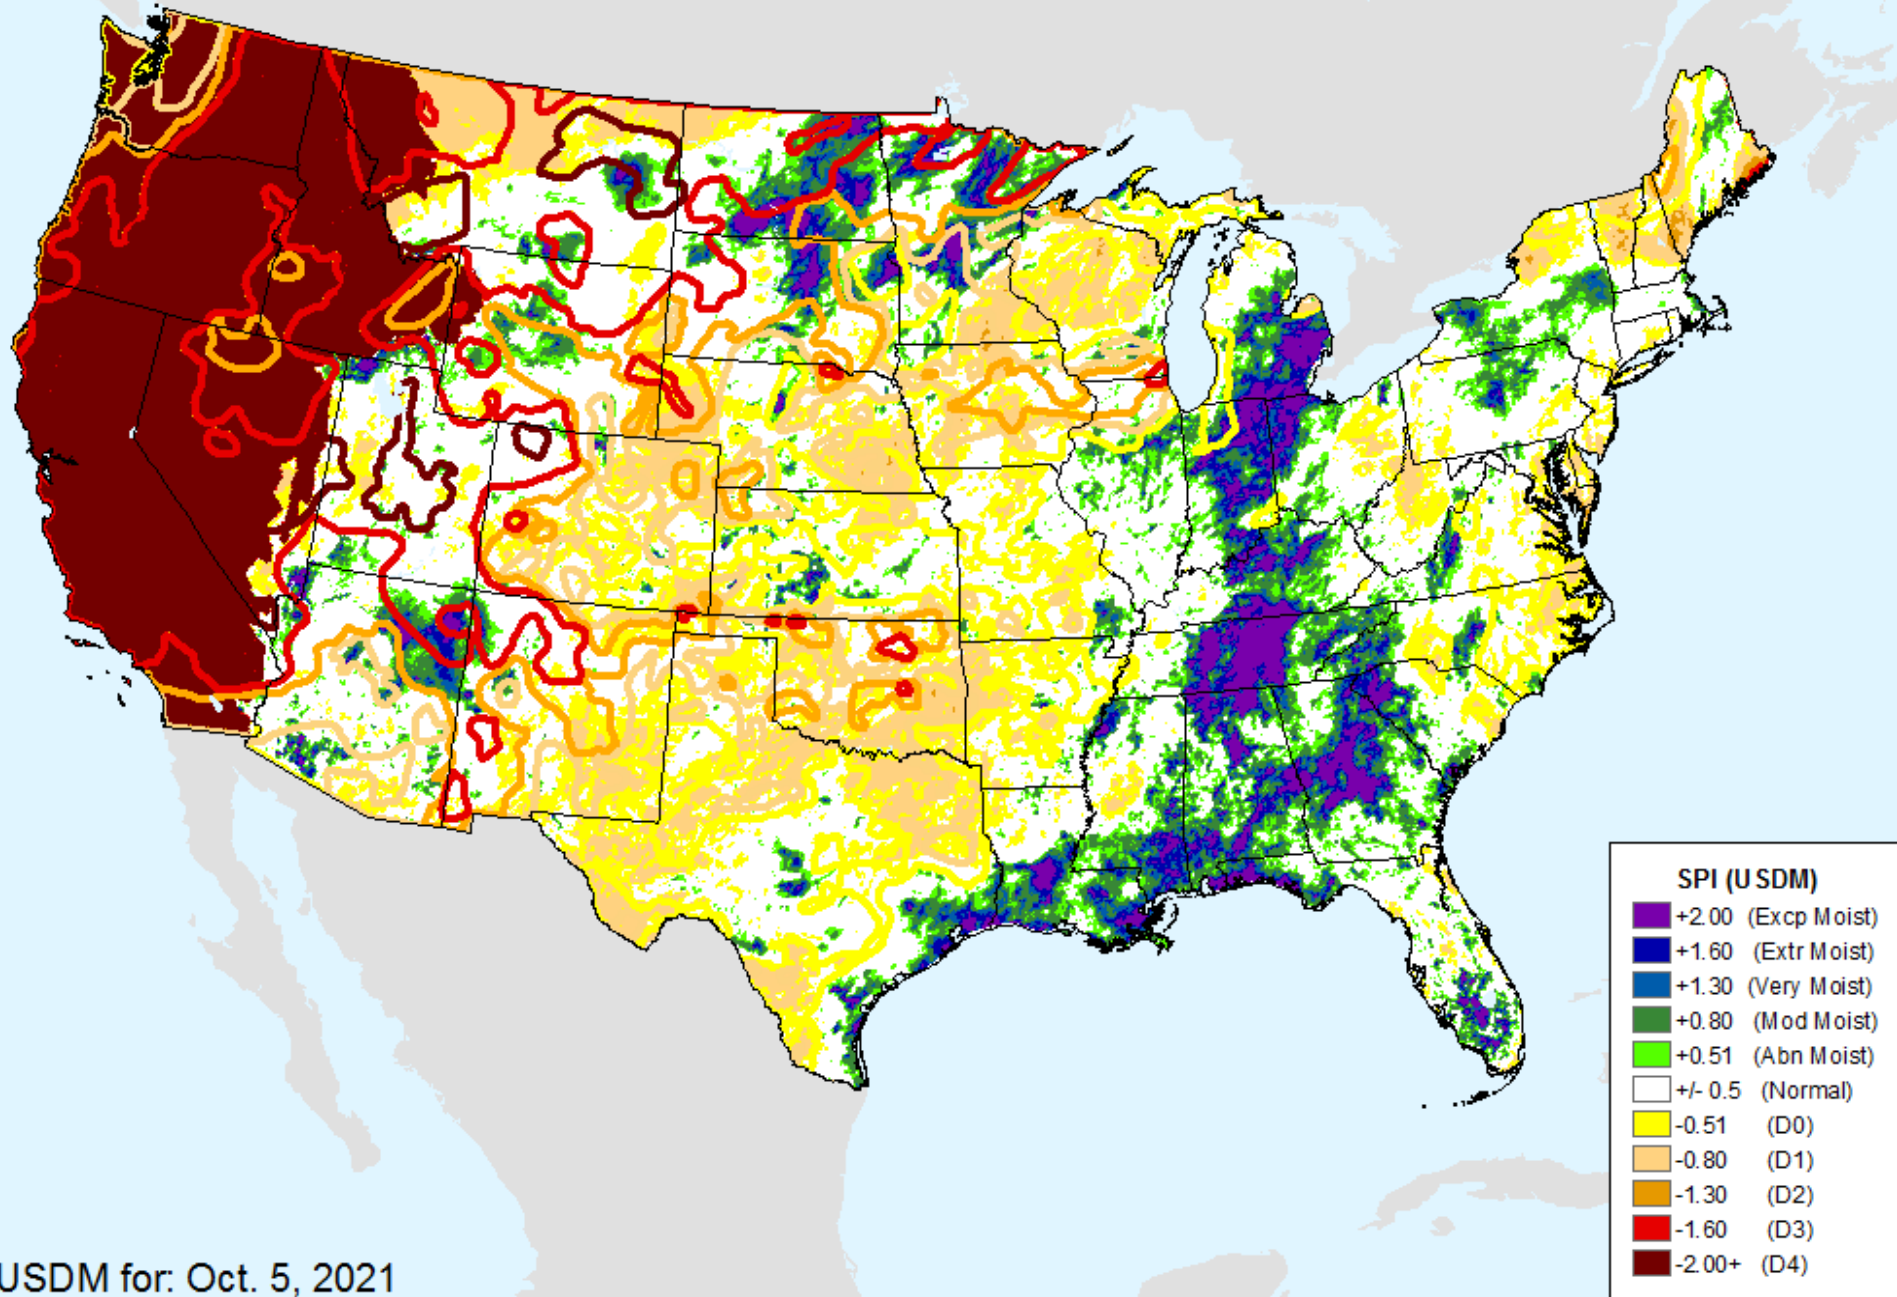 SPI (USDM)
+2.00 (Excp Moist)
+1.60 (Extr Moist)
+1.30 (Very Moist)
+0.80 (Mod Moist)
+0.51 (Abn Moist)
+/- 0.5 (Normal)
-0.51 (D0)
-0.80 (D1)
-1.30 (D2)
-1.60 (D3)
-2.00+ (D4)
USDM for: Oct. 5, 2021